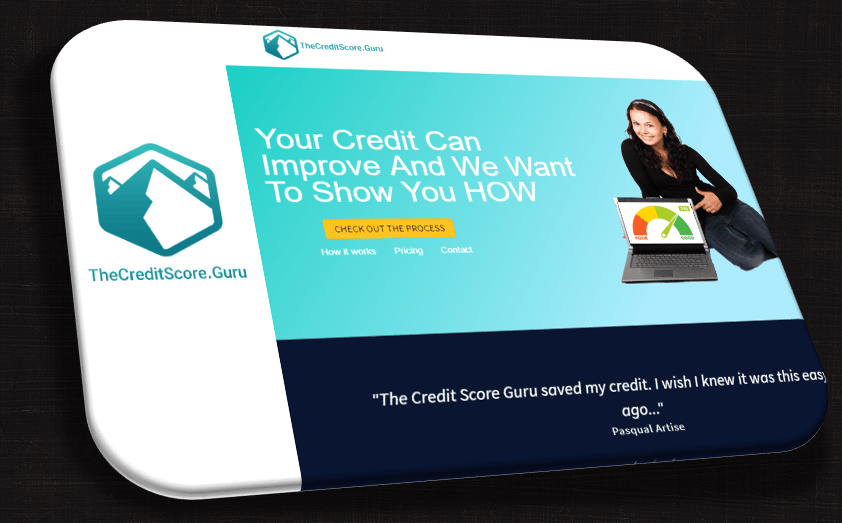 TheCreditScore.Guru
TheCreditScore.Guru
Your Credit Can
Improve And We Want
To Show You HOW
CHECK OUT THE PROCESS
How it works Pricing Contact
"The Credit Score Guru saved my credit. I wish I knew it was this easy
ago..."
Pasqual Artise